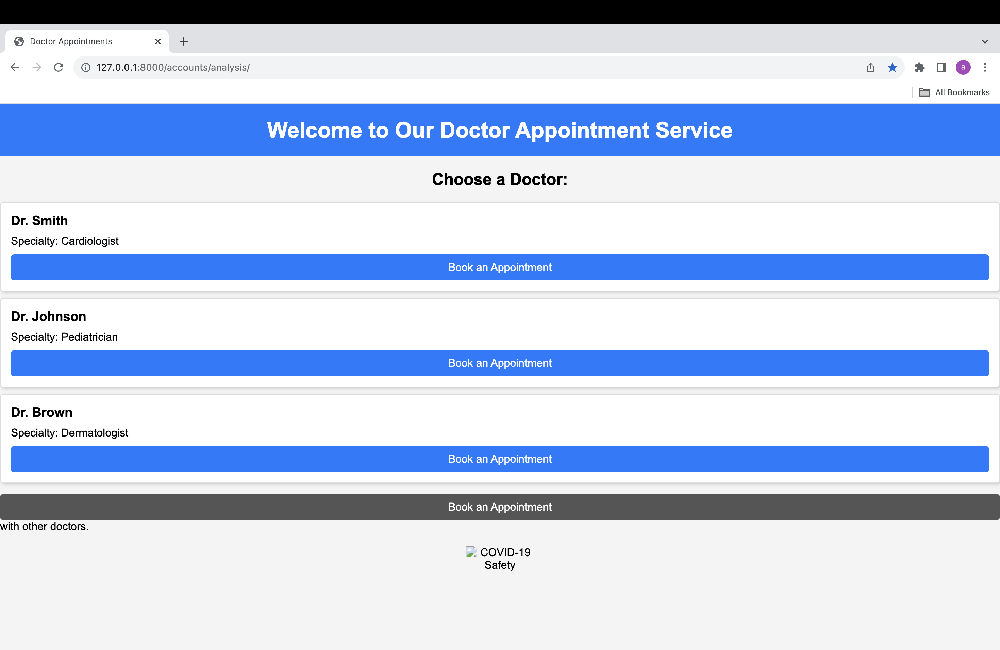 Doctor Appointments
127.0.0.1:8000/accounts/analysis/
a
All Bookmarks
Welcome to Our Doctor Appointment Service
Choose a Doctor:
Dr. Smith
Specialty: Cardiologist
Book an Appointment
Dr. Johnson
Specialty: Pediatrician
Book an Appointment
Dr. Brown
Specialty: Dermatologist
Book an Appointment
Book an Appointment
with other doctors.
COVID-19
Safety